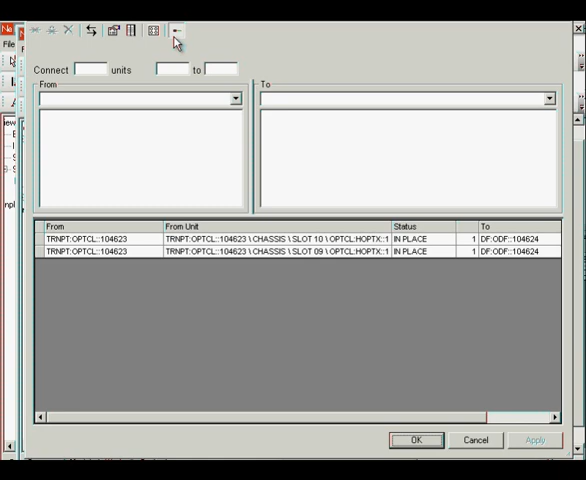 File
Connect units to
From To
From From Unit Status To
TRNPT:OPTCL::104623 TRNPT:OPTCL::104623 \ CHASSIS \ SLOT 10 \ OPTCL:HOPTX::1 IN PLACE 1 DF:ODF::104624
TRNPT:OPTCL::104623 TRNPT:OPTCL::104623 \ CHASSIS \ SLOT 09 \ OPTCL:HOPTX::1 IN PLACE 1 DF:ODF::104624
OK Cancel Apply